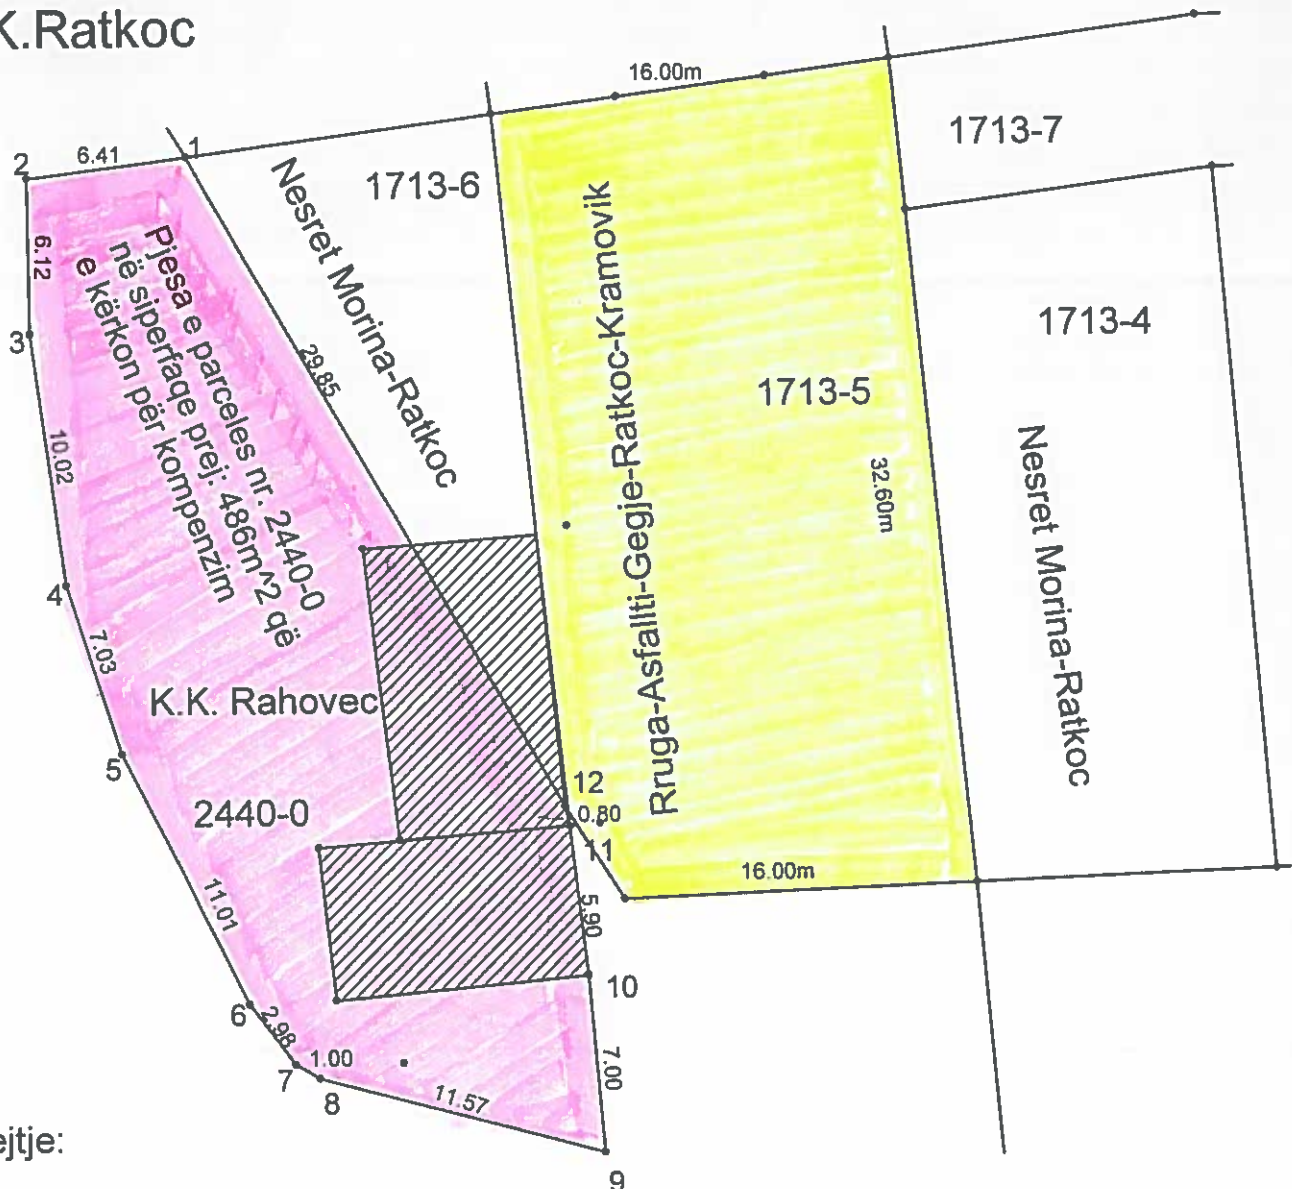 K.Ratkoc
16.00m
1713-7
1
6.41
2
Nesret Morina-Ratkoc
1713-6
6.12
Pjesa e parceles nr. 2440-0
në siperfaqe prej: 486m^2 që
e kërkon për kompenzim
3
29.85
Rruga-Asfallti-Gegje-Ratkoc-Kramovik
1713-4
1713-5
10.02
32.60m
Nesret Morina-Ratkoc
4
7.03
K.K. Rahovec
5
2440-0
12
0.80
11
16.00m
11.01
5.90
10
6
2.98
7
1.00
8
11.57
7.00
ejtje:
9